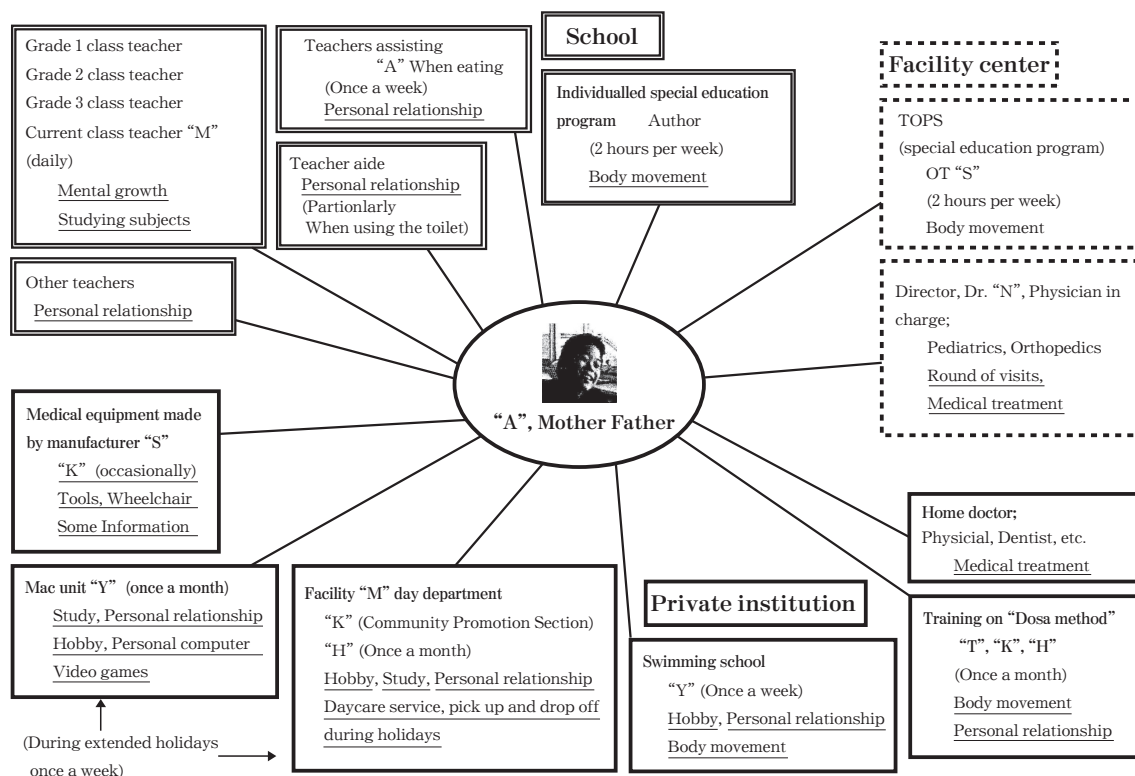 Grade 1 class teacher
Grade 2 class teacher
Grade 3 class teacher
Current class teacher “M”
(daily)
Mental growth
Studying subjects
Other teachers
Personal relationship
Teachers assisting
“A” When eating
(Once a week)
Personal relationship
Teacher aide
Personal relationship
(Partionlarly
When using the toilet)
School
Individualled special education
program Author
(2 hours per week)
Body movement
Facility center
TOPS
(special education program)
OT “S”
(2 hours per week)
Body movement
Director, Dr. “N”, Physician in
charge;
Pediatrics, Orthopedics
Round of visits,
Medical treatment
“A”, Mother Father
Medical equipment made
by manufacturer “S”
“K” (occasionally)
Tools, Wheelchair
Some Information
Mac unit “Y” (once a month)
Study, Personal relationship
Hobby, Personal computer
Video games
(During extended holidays
once a week)
Facility “M” day department
“K” (Community Promotion Section)
“H” (Once a month)
Hobby, Study, Personal relationship
Daycare service, pick up and drop off
during holidays
Private institution
Swimming school
“Y” (Once a week)
Hobby, Personal relationship
Body movement
Home doctor;
Physicial, Dentist, etc.
Medical treatment
Training on “Dosa method”
“T”, “K”, “H”
(Once a month)
Body movement
Personal relationship